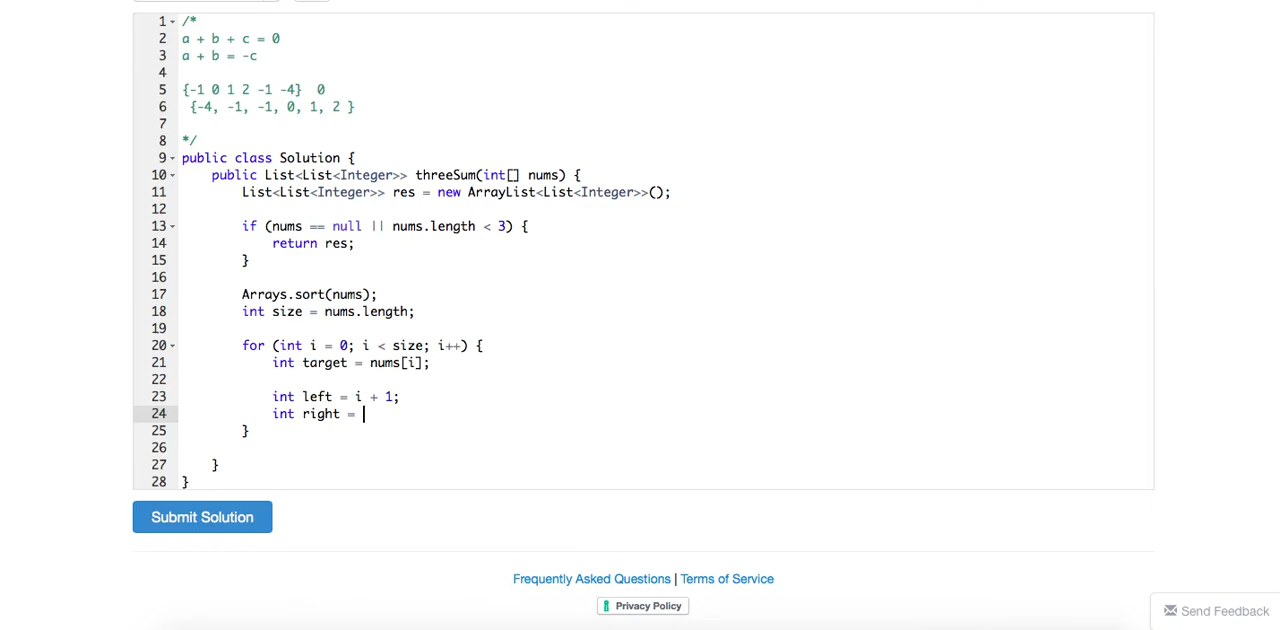 1 /*
2 a + b + c = 0
3 a + b = -c
4
5 {-1 0 1 2 -1 -4}  0
6  {-4, -1, -1, 0, 1, 2 }
7
8 */
9 public class Solution {
10     public List<List<Integer>> threeSum(int[] nums) {
11         List<List<Integer>> res = new ArrayList<List<Integer>>();
12
13         if (nums == null || nums.length < 3) {
14             return res;
15         }
16
17         Arrays.sort(nums);
18         int size = nums.length;
19
20         for (int i = 0; i < size; i++) {
21             int target = nums[i];
22
23             int left = i + 1;
24             int right =
25         }
26
27     }
28 }
Submit Solution
Frequently Asked Questions | Terms of Service
Privacy Policy
Send Feedback